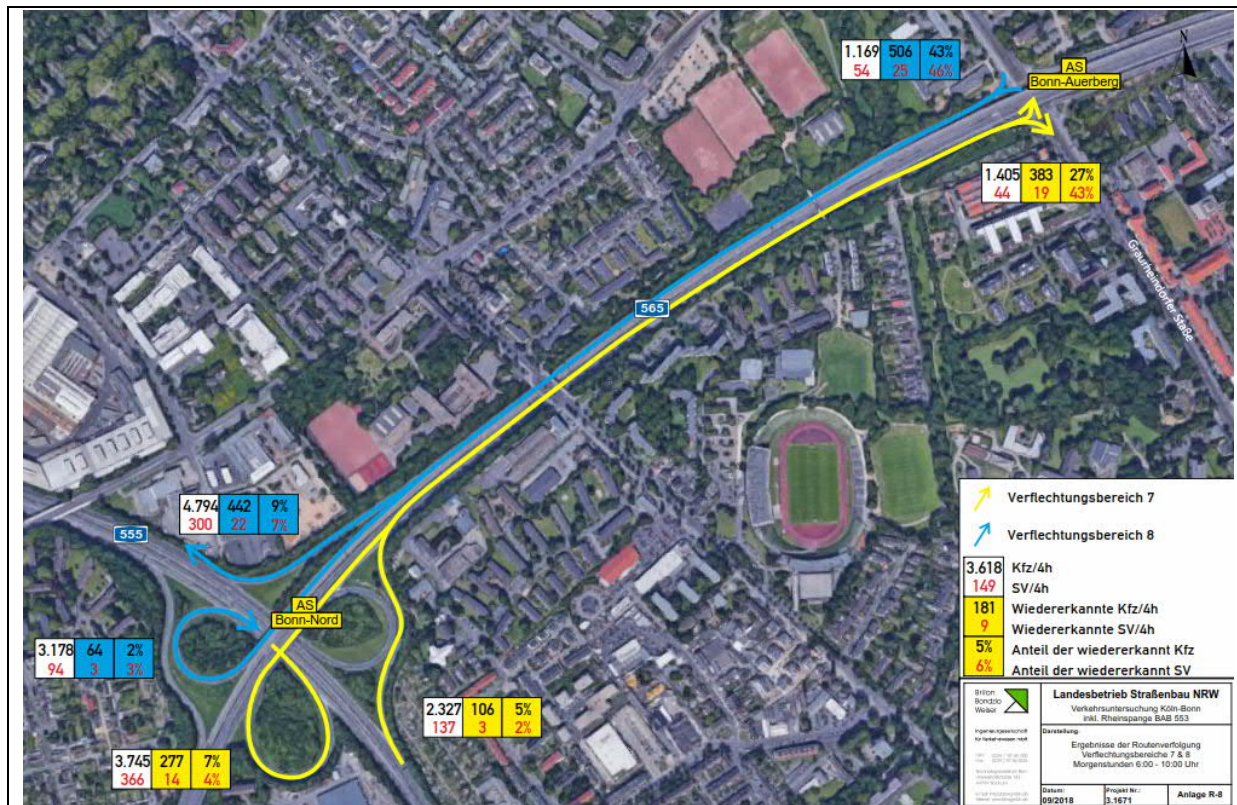 N
1.169 506 43%
54 25 46%
AS
Bonn-Auerberg
1.405 383 27%
44 19 43%
Graurheindorfer Staße
565
4.794 442 9%
300 22 7%
555
AS
Bonn-Nord
3.178 64 2%
94 3 3%
2.327 106 5%
137 3 2%
3.745 277 7%
366 14 4%
Verflechtungsbereich 7
Verflechtungsbereich 8
3.618 Kfz/4h
149 SV/4h
181 Wiedererkannte Kfz/4h
9 Wiedererkannte SV/4h
5% Anteil der wiedererkannt Kfz
6% Anteil der wiedererkannt SV
Brilon
Bondzio
Weiser
Ingenieurgesellschaft
für Verkehrswesen mbH
Landesbetrieb Straßenbau NRW
Verkehrsuntersuchung Köln-Bonn
inkl. Rheinspange BAB 553
Darstellung:
Ergebnisse der Routenverfolgung
Verflechtungsbereiche 7 & 8
Morgenstunden 6:00 - 10:00 Uhr
Datum:
09/2018
Projekt Nr.:
3.1671
Anlage R-8